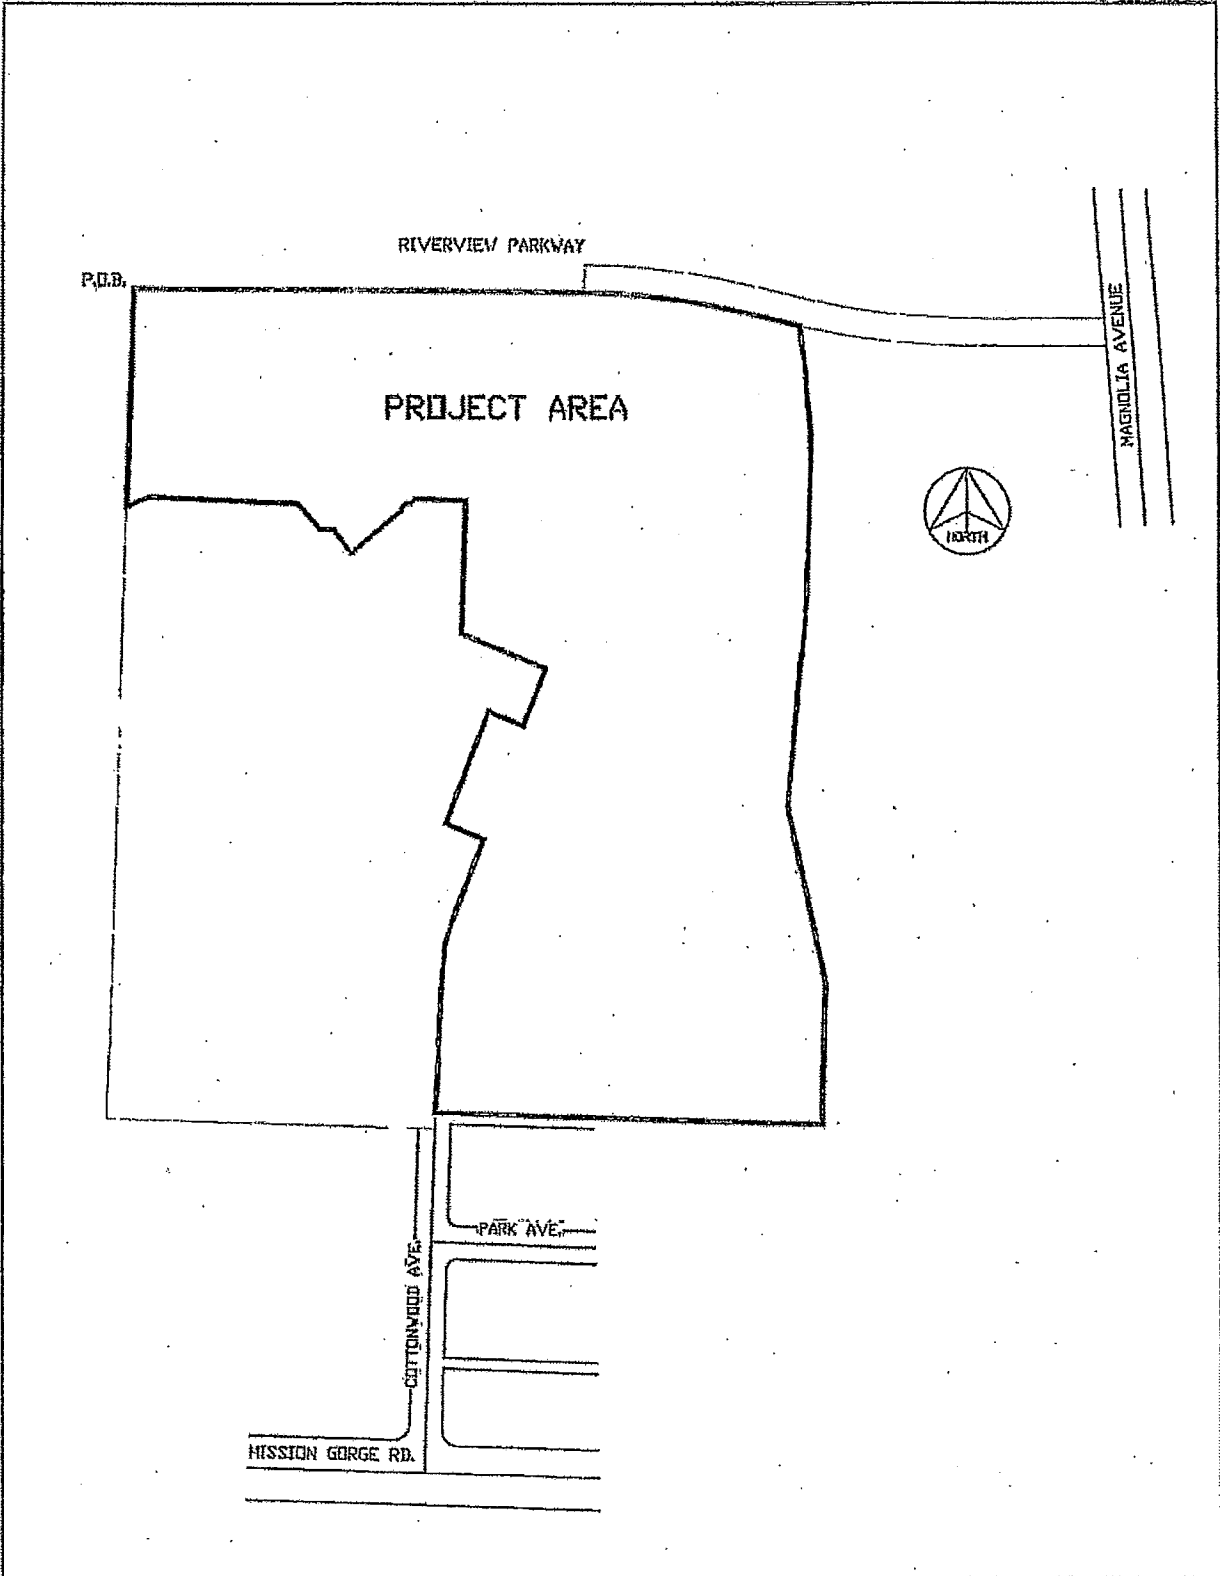 RIVERVIEW PARKWAY
P.O.B.
MAGNOLIA AVENUE
PROJECT AREA
NORTH
PARK AVE.
COTTONWOOD AVE.
MISSION GORGE RD.